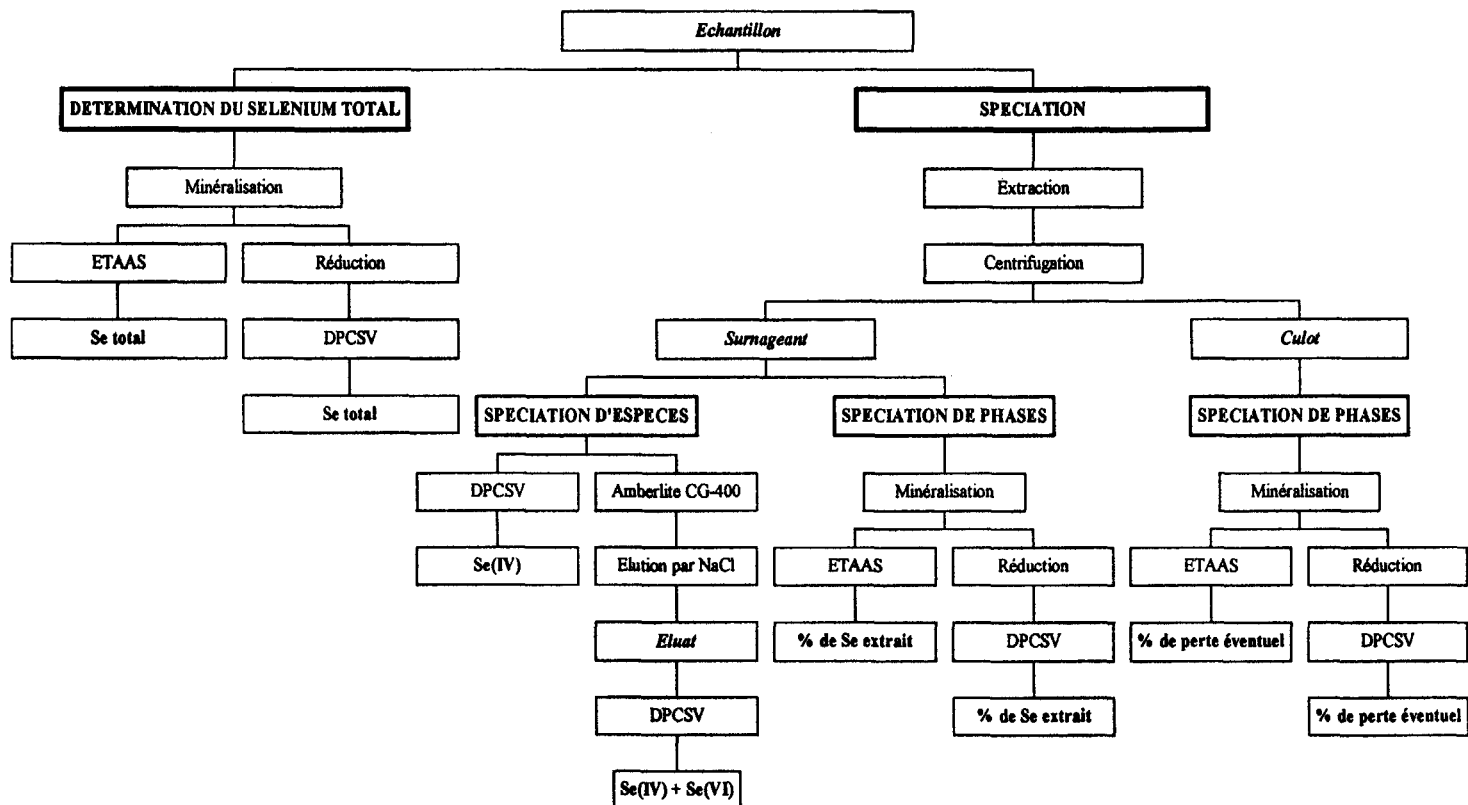 Echantillon
DETERMINATION DU SELENIUM TOTAL
SPECIATION
Minéralisation
Extraction
ETAAS
Réduction
Centrifugation
Se total
DPCSV
Surnageant
Culot
Se total
SPECIATION D'ESPECES
SPECIATION DE PHASES
SPECIATION DE PHASES
DPCSV
Amberlite CG-400
Minéralisation
Minéralisation
Se(IV)
Elution par NaCl
ETAAS
Réduction
ETAAS
Réduction
Eluat
% de Se extrait
DPCSV
% de perte éventuel
DPCSV
DPCSV
% de Se extrait
% de perte éventuel
Se(IV) + Se(VI)